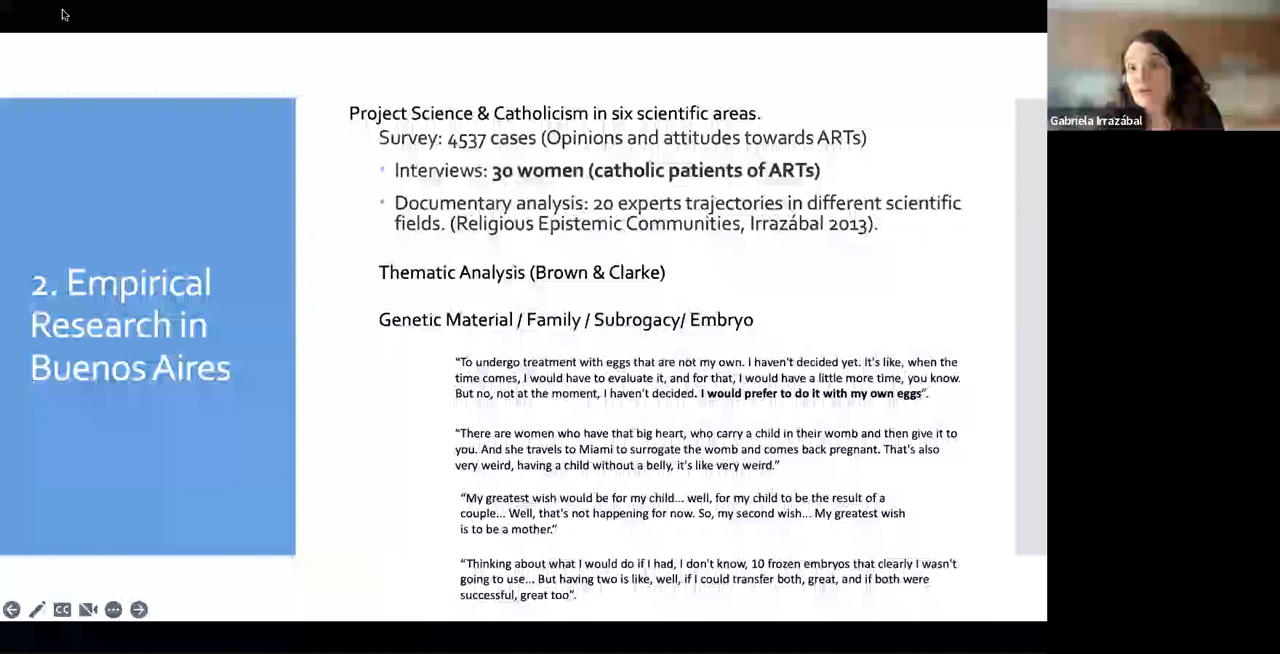 2. Empirical
Research in
Buenos Aires
Project Science & Catholicism in six scientific areas.
Survey: 4537 cases (Opinions and attitudes towards ARTs)
• Interviews: 30 women (catholic patients of ARTs)
• Documentary analysis: 20 experts trajectories in different scientific
fields. (Religious Epistemic Communities, Irrazábal 2013).
Thematic Analysis (Brown & Clarke)
Genetic Material / Family / Subrogacy/ Embryo
“To undergo treatment with eggs that are not my own. I haven't decided yet. It's like, when the
time comes, I would have to evaluate it, and for that, I would have a little more time, you know.
But no, not at the moment, I haven't decided. I would prefer to do it with my own eggs”.
“There are women who have that big heart, who carry a child in their womb and then give it to
you. And she travels to Miami to surrogate the womb and comes back pregnant. That's also
very weird, having a child without a belly, it's like very weird.”
“My greatest wish would be for my child... well, for my child to be the result of a
couple... Well, that's not happening for now. So, my second wish... My greatest wish
is to be a mother.”
“Thinking about what I would do if I had, I don't know, 10 frozen embryos that clearly I wasn't
going to use... But having two is like, well, if I could transfer both, great, and if both were
successful, great too”.
CC
Gabriela Irrazábal